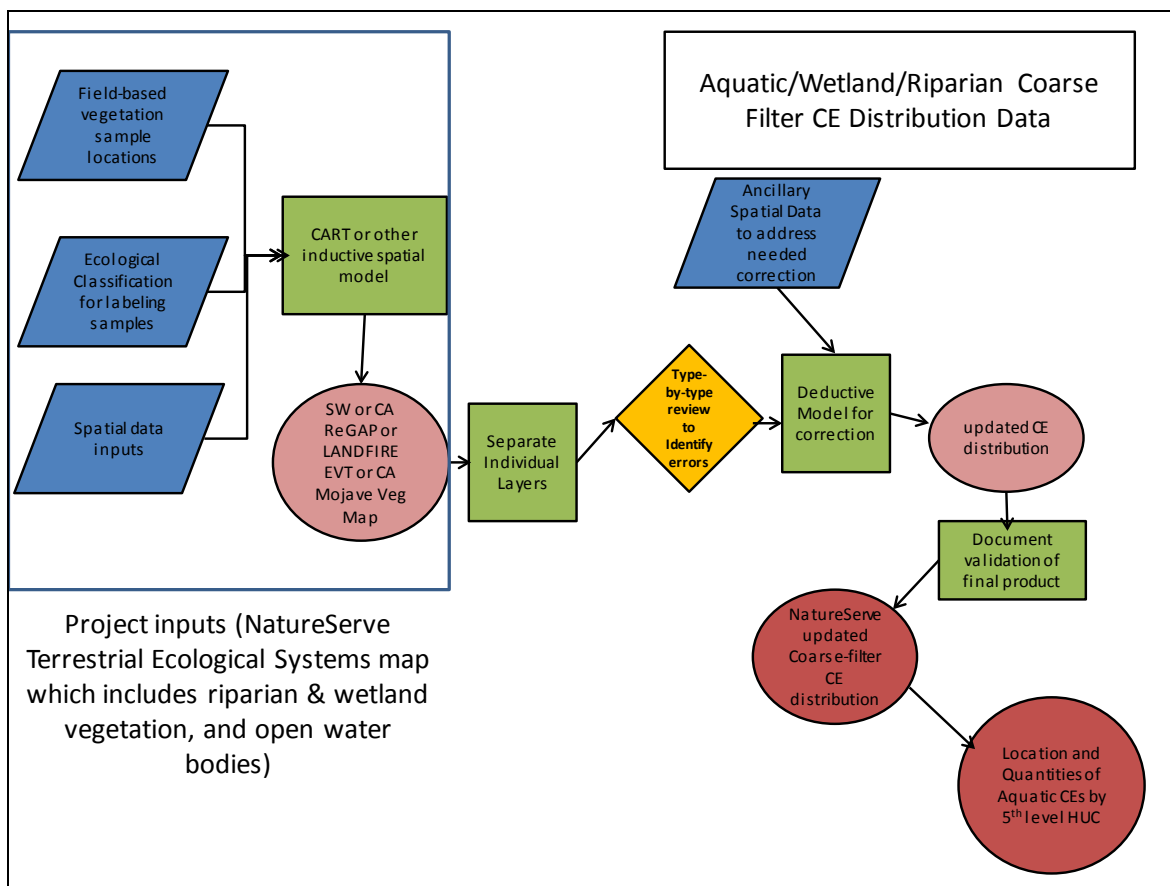 Aquatic/Wetland/Riparian Coarse
Filter CE Distribution Data
Field-based
vegetation
sample
locations
Ecological
Classification
for labeling
samples
Spatial data
inputs
CART or other
inductive spatial
model
SW or CA
ReGAP or
LANDFIRE
EVT or CA
Mojave Veg
Map
Project inputs (NatureServe
Terrestrial Ecological Systems map
which includes riparian & wetland
vegetation, and open water
bodies)
Separate
Individual
Layers
Type-
by-type
review
to
Identify
errors
Ancillary
Spatial Data
to address
needed
correction
Deductive
Model for
correction
updated CE
distribution
Document
validation of
final product
NatureServe
updated
Coarse-filter
CE
distribution
Location and
Quantities of
Aquatic CEs by
5th level HUC